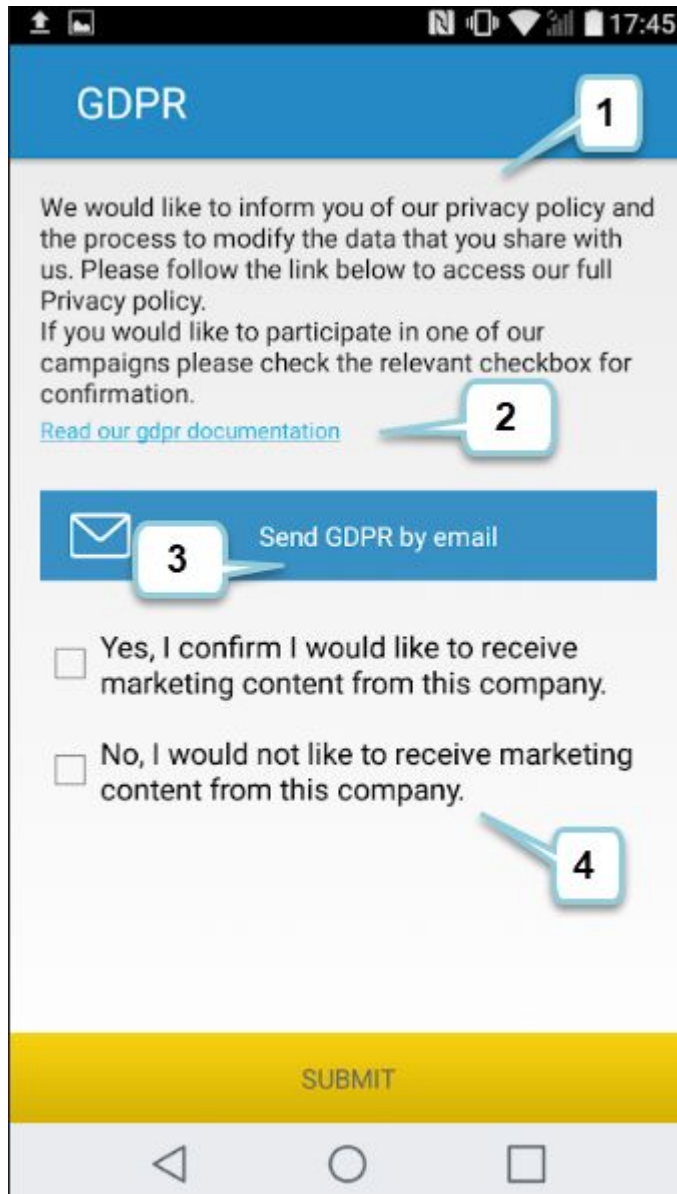 17:45
GDPR
1
We would like to inform you of our privacy policy and
the process to modify the data that you share with
us. Please follow the link below to access our full
Privacy policy.
If you would like to participate in one of our
campaigns please check the relevant checkbox for
confirmation.
2
Read our gdpr documentation
Send GDPR by email
3
Yes, I confirm I would like to receive
marketing content from this company.
No, I would not like to receive marketing
content from this company.
4
SUBMIT